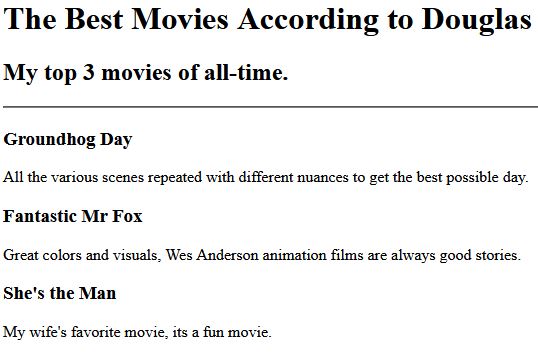 The Best Movies According to Douglas
My top 3 movies of all-time.
Groundhog Day
All the various scenes repeated with different nuances to get the best possible day.
Fantastic Mr Fox
Great colors and visuals, Wes Anderson animation films are always good stories.
She's the Man
My wife's favorite movie, its a fun movie.